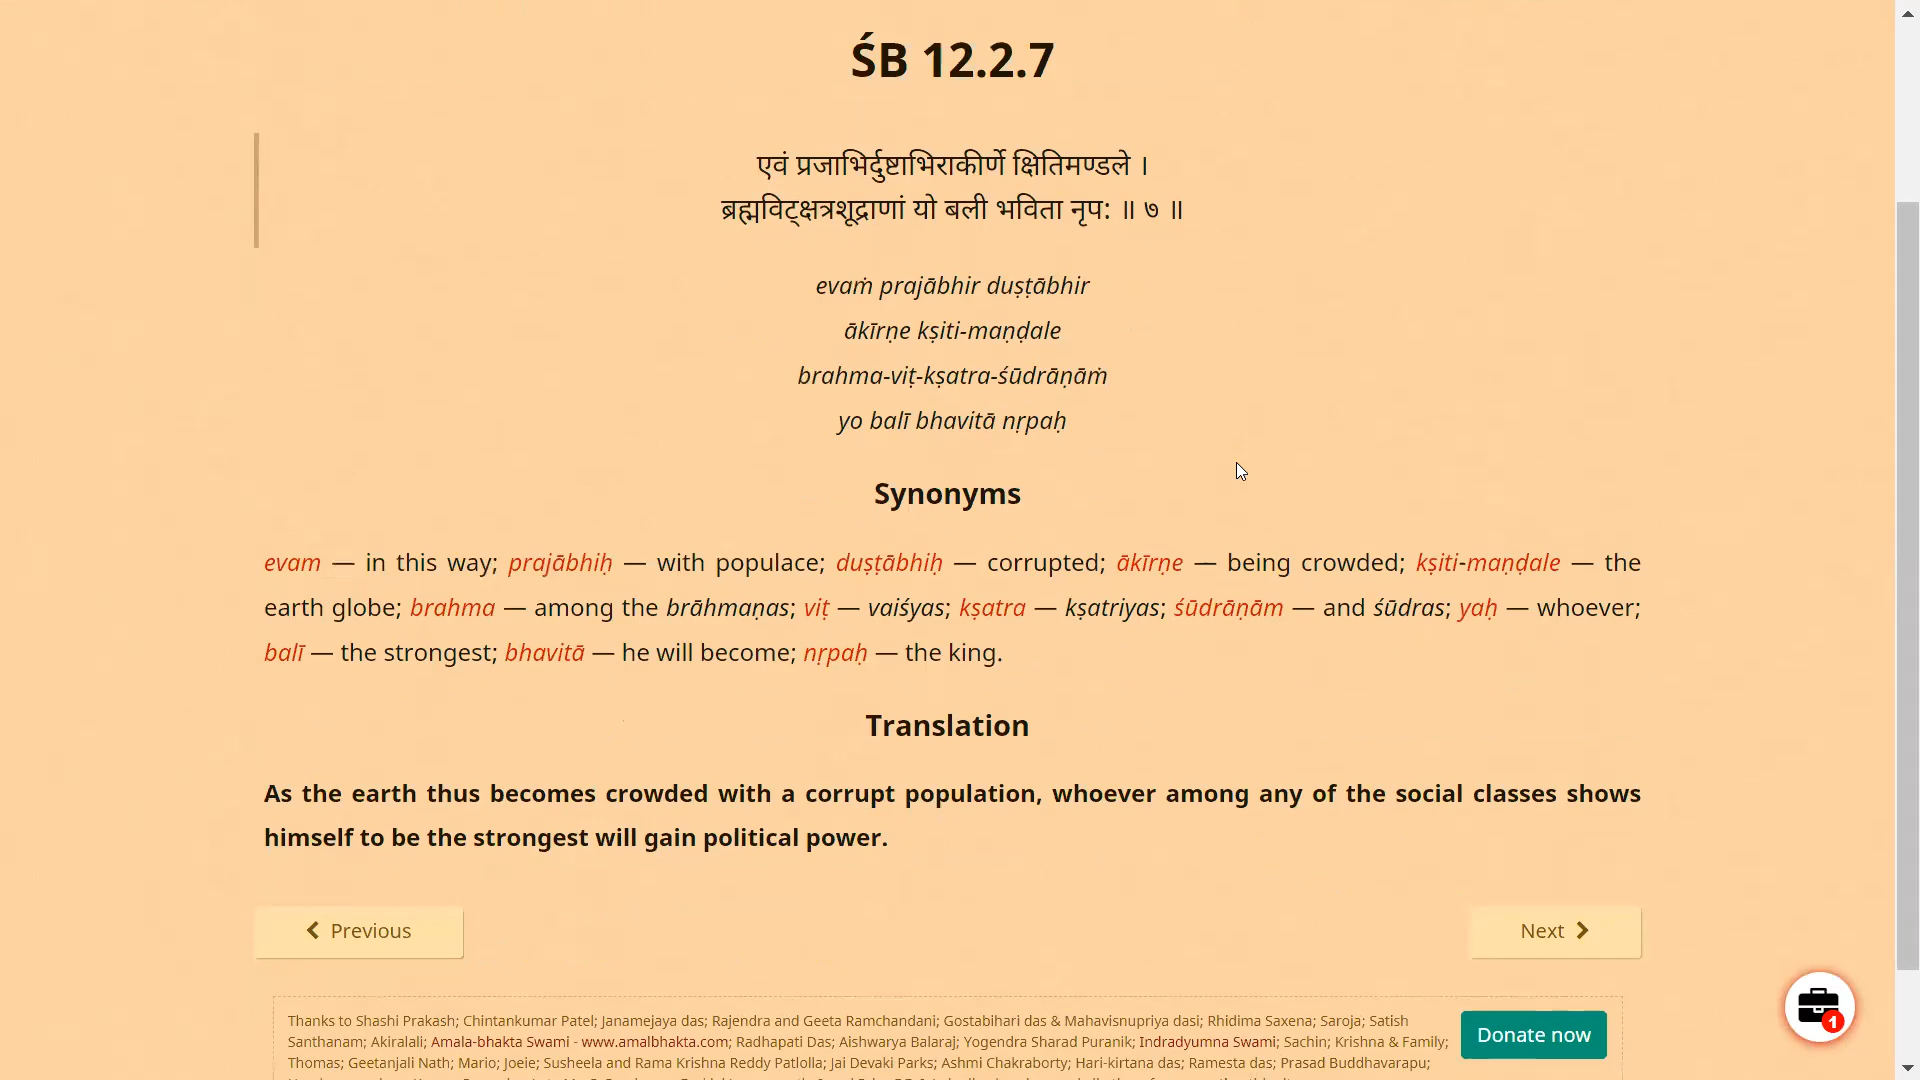 ŚB 12.2.7
एवं प्रजाभिर्दुष्टाभिराकीर्णे क्षितिमण्डले ।
ब्रह्मविट्‌क्षत्रशूद्राणां यो बली भविता नृप: ॥ ७ ॥
evaṁ prajābhir duṣṭābhir
ākīrṇe kṣiti-maṇḍale
brahma-viṭ-kṣatra-śūdrāṇāṁ
yo balī bhavitā nṛpaḥ
Synonyms
evam — in this way; prajābhiḥ — with populace; duṣṭābhiḥ — corrupted; ākīrṇe — being crowded; kṣiti-maṇḍale — the
earth globe; brahma — among the brāhmaṇas; viṭ — vaiśyas; kṣatra — kṣatriyas; śūdrāṇām — and śūdras; yaḥ — whoever;
balī — the strongest; bhavitā — he will become; nṛpaḥ — the king.
Translation
As the earth thus becomes crowded with a corrupt population, whoever among any of the social classes shows
himself to be the strongest will gain political power.
Previous
Next
Thanks to Shashi Prakash; Chintankumar Patel; Janamejaya das; Rajendra and Geeta Ramchandani; Gostabihari das & Mahavisnupriya dasi; Rhidima Saxena; Saroja; Satish
Santhanam; Akiralali; Amala-bhakta Swami - www.amalbhakta.com; Radhapati Das; Aishwarya Balaraj; Yogendra Sharad Puranik; Indradyumna Swami; Sachin; Krishna & Family;
Thomas; Geetanjali Nath; Mario; Joeie; Susheela and Rama Krishna Reddy Patlolla; Jai Devaki Parks; Ashmi Chakraborty; Hari-kirtana das; Ramesta das; Prasad Buddhavarapu;
Donate now
1